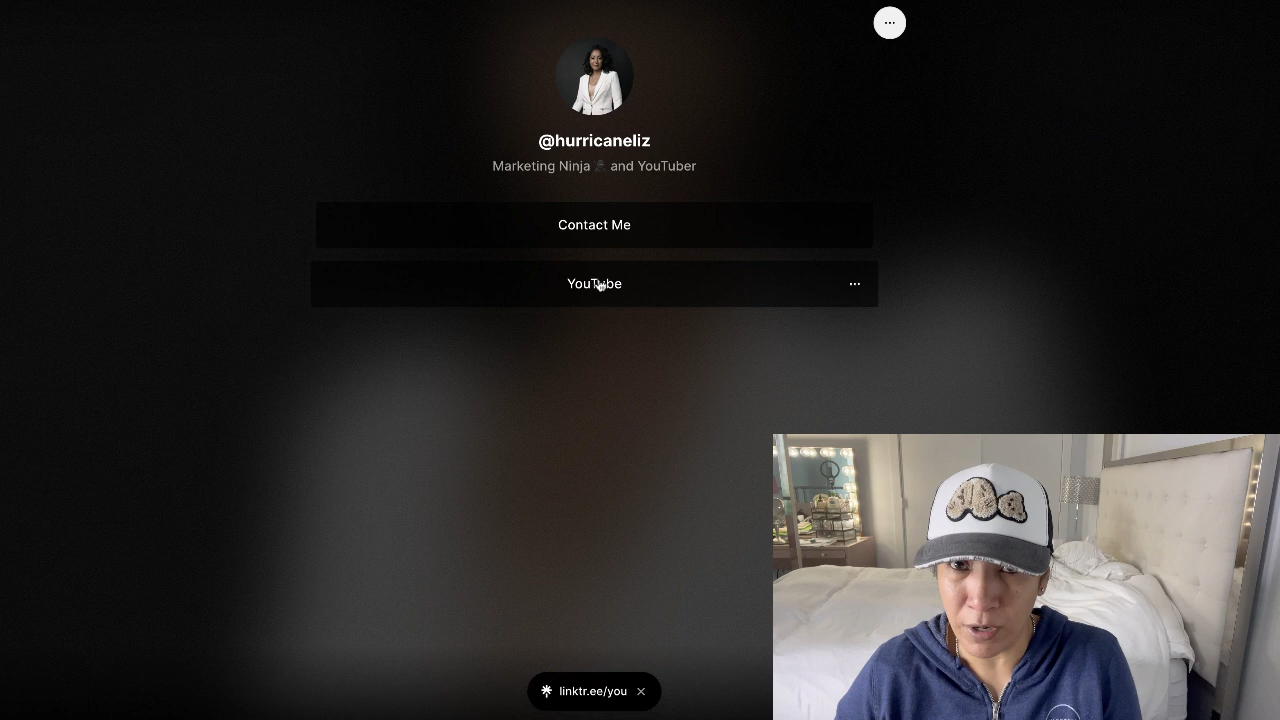 @hurricaneliz
Marketing Ninja 🥷 and YouTuber
Contact Me
YouTube
linktr.ee/you